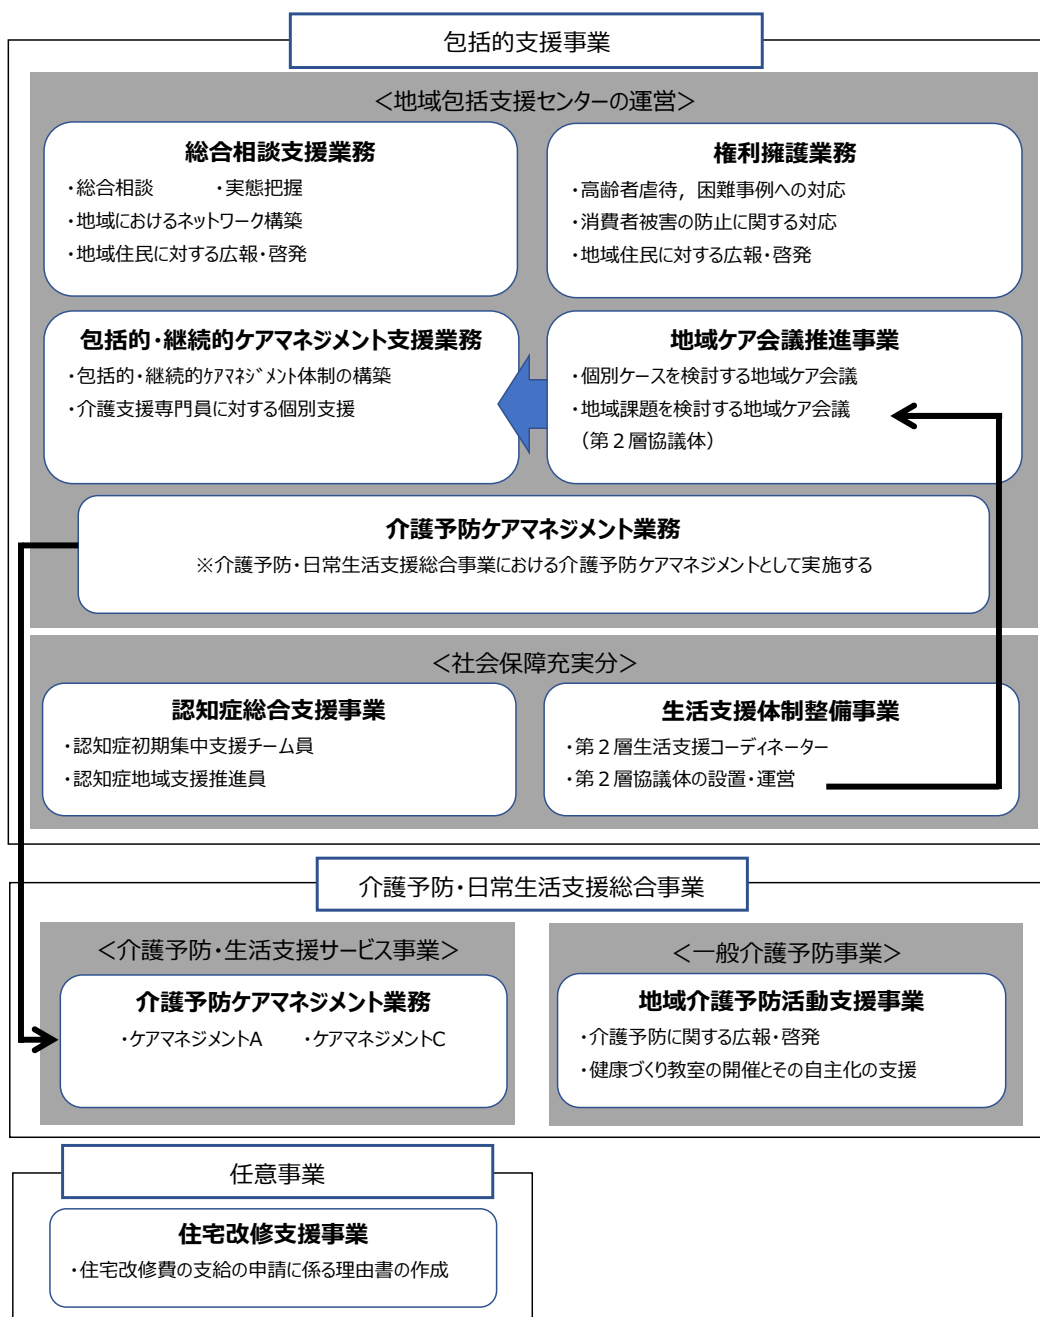 包括的支援事業
＜地域包括支援センターの運営＞
総合相談支援業務
・総合相談　　　・実態把握
・地域におけるネットワーク構築
・地域住民に対する広報・啓発
権利擁護業務
・高齢者虐待，困難事例への対応
・消費者被害の防止に関する対応
・地域住民に対する広報・啓発
包括的・継続的ケアマネジメント支援業務
・包括的・継続的ｹｱﾏﾈｼﾞﾒﾝﾄ体制の構築
・介護支援専門員に対する個別支援
地域ケア会議推進事業
・個別ケースを検討する地域ケア会議
・地域課題を検討する地域ケア会議
（第２層協議体）
介護予防ケアマネジメント業務
※介護予防・日常生活支援総合事業における介護予防ケアマネジメントとして実施する
＜社会保障充実分＞
認知症総合支援事業
・認知症初期集中支援チーム員
・認知症地域支援推進員
生活支援体制整備事業
・第２層生活支援コーディネーター
・第２層協議体の設置・運営
介護予防・日常生活支援総合事業
＜介護予防・生活支援サービス事業＞
介護予防ケアマネジメント業務
・ケアマネジメントA　　・ケアマネジメントC
＜一般介護予防事業＞
地域介護予防活動支援事業
・介護予防に関する広報・啓発
・健康づくり教室の開催とその自主化の支援
任意事業
住宅改修支援事業
・住宅改修費の支給の申請に係る理由書の作成